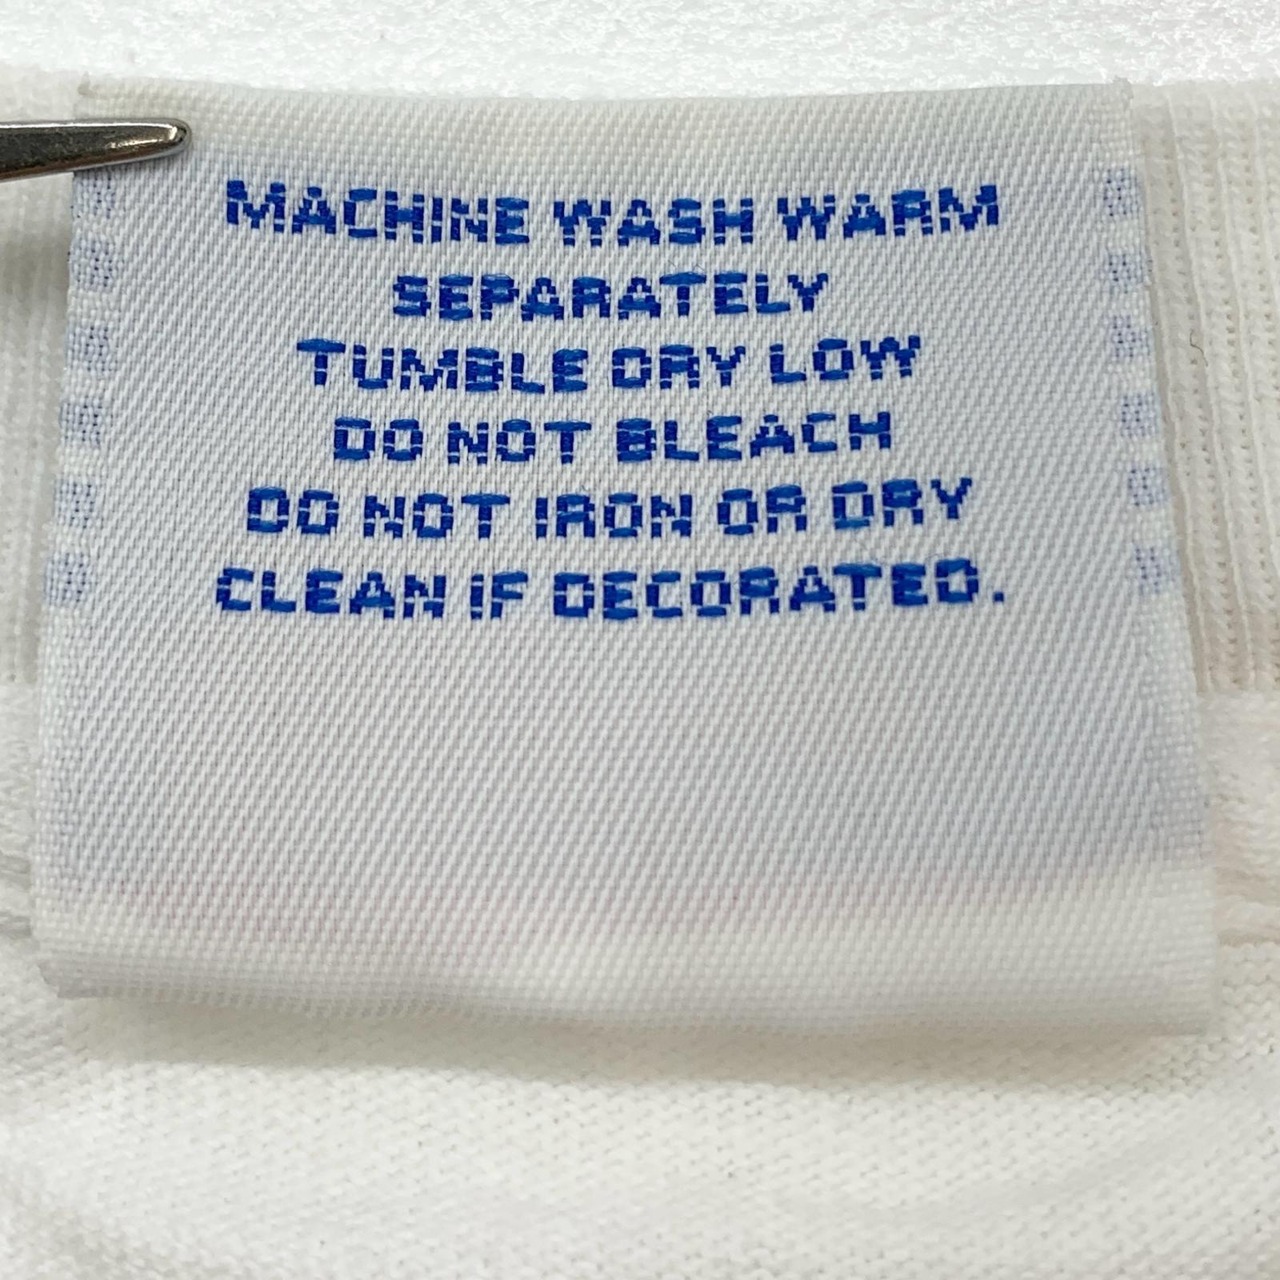 MACHINE WASH WARM
SEPARATELY
TUMBLE DRY LOW
DO NOT BLEACH
DO NOT IRON OR DRY
CLEAN IF DECORATED.